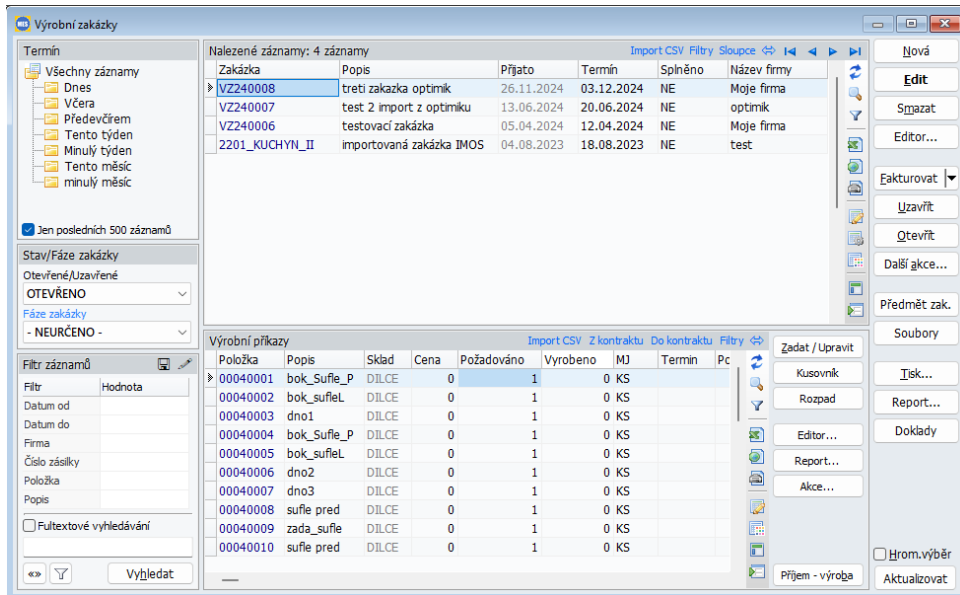 Výrobní zakázky
Termín
Všechny záznamy
Dnes
Včera
Předevčírem
Tento týden
Minulý týden
Tento měsíc
minulý měsíc
Jen posledních 500 záznamů
Stav/Fáze zakázky
Otevřené/Uzavřené
OTEVŘENO
Fáze zakázky
- NEURČENO -
Filtr záznamů
Filtr Hodnota
Datum od
Datum do
Firma
Číslo zásilky
Položka
Popis
Fultextové vyhledávání
Vyhledat
Nalezené záznamy: 4 záznamy Import CSV Filtry Sloupce
Zakázka Popis Přijato Termín Splněno Název firmy
VZ240008 treti zakazka optimik 26.11.2024 03.12.2024 NE Moje firma
VZ240007 test 2 import z optimiku 13.06.2024 20.06.2024 NE optimik
VZ240006 testovací zakázka 05.04.2024 12.04.2024 NE Moje firma
2201_KUCHYN_II importovaná zakázka IMOS 04.08.2023 18.08.2023 NE test
Výrobní příkazy Import CSV Z kontraktu Do kontraktu Filtry
Položka Popis Sklad Cena Požadováno Vyrobeno MJ Termin Pc
00040001 bok_Sufle_P DILCE 0 1 0 KS
00040002 bok_sufleL DILCE 0 1 0 KS
00040003 dno1 DILCE 0 1 0 KS
00040004 bok_Sufle_P DILCE 0 1 0 KS
00040005 bok_sufleL DILCE 0 1 0 KS
00040006 dno2 DILCE 0 1 0 KS
00040007 dno3 DILCE 0 1 0 KS
00040008 sufle pred DILCE 0 1 0 KS
00040009 zada_sufle DILCE 0 1 0 KS
00040010 sufle pred DILCE 0 1 0 KS
Zadat / Upravit
Kusovník
Rozpad
Editor...
Report...
Akce...
Příjem - výroba
Nová
Edit
Smazat
Editor...
Fakturovat
Uzavřít
Otevřít
Další akce...
Předmět zak.
Soubory
Tisk...
Report...
Doklady
Hrom.výběr
Aktualizovat